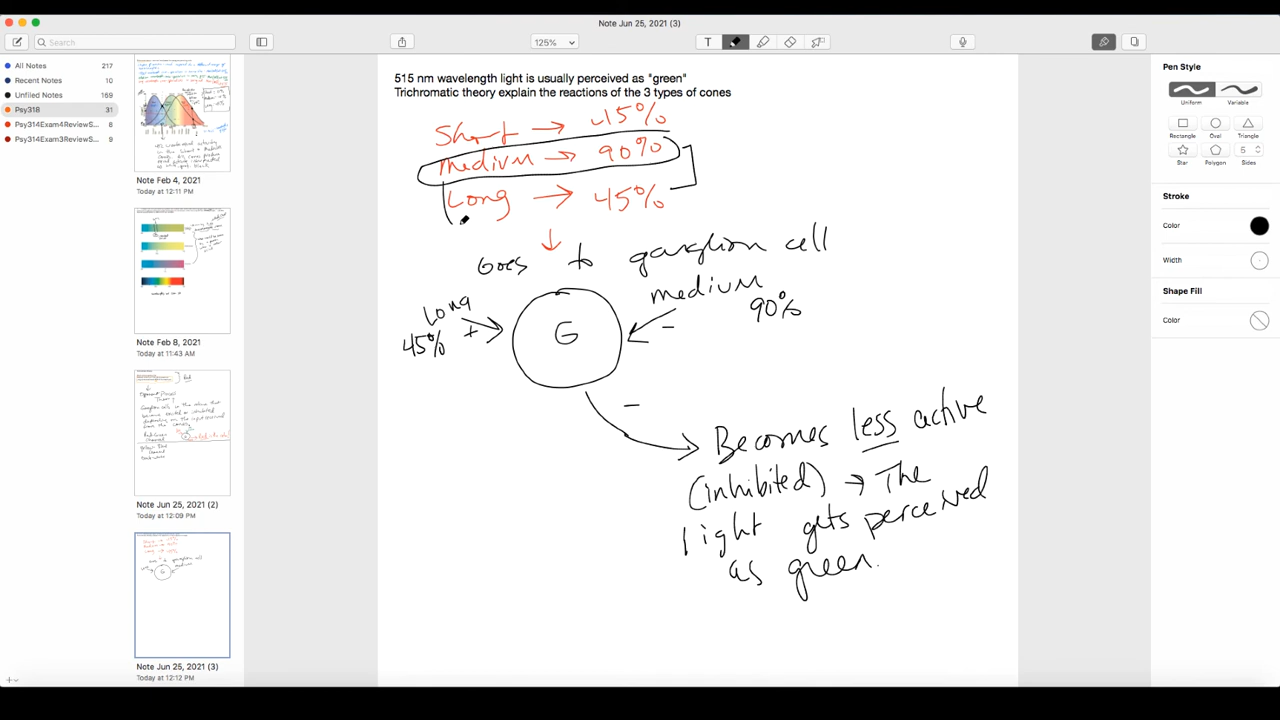 Note Jun 25, 2021 (3)
Search
125%
T
All Notes 217
Recent Notes 10
Unfiled Notes 169
Psy318 31
Psy314Exam4ReviewS... 6
Psy314Exam3ReviewS... 9
Note Feb 4, 2021
Today at 12:11 PM
Note Feb 8, 2021
Today at 11:43 AM
Note Jun 25, 2021 (2)
Today at 12:09 PM
Note Jun 25, 2021 (3)
Today at 12:12 PM
515 nm wavelength light is usually perceived as "green"
Trichromatic theory explain the reactions of the 3 types of cones
Short → 45%
medium → 90%
Long → 45%
↓
Goes to ganglion cell
Long
45%
+
G
medium
90%
−
−
Becomes less active
(inhibited) → The
light gets perceived
as green.
Pen Style
Uniform
Variable
Rectangle
Oval
Triangle
Star
Polygon
5
Sides
Stroke
Color
Width
Shape Fill
Color